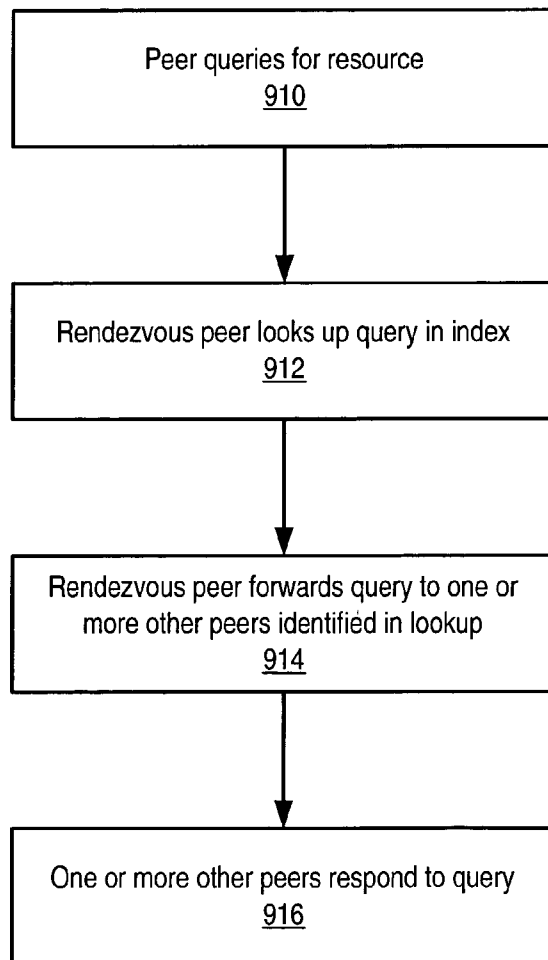 Peer queries for resource
910
Rendezvous peer looks up query in index
912
Rendezvous peer forwards query to one or
more other peers identified in lookup
914
One or more other peers respond to query
916